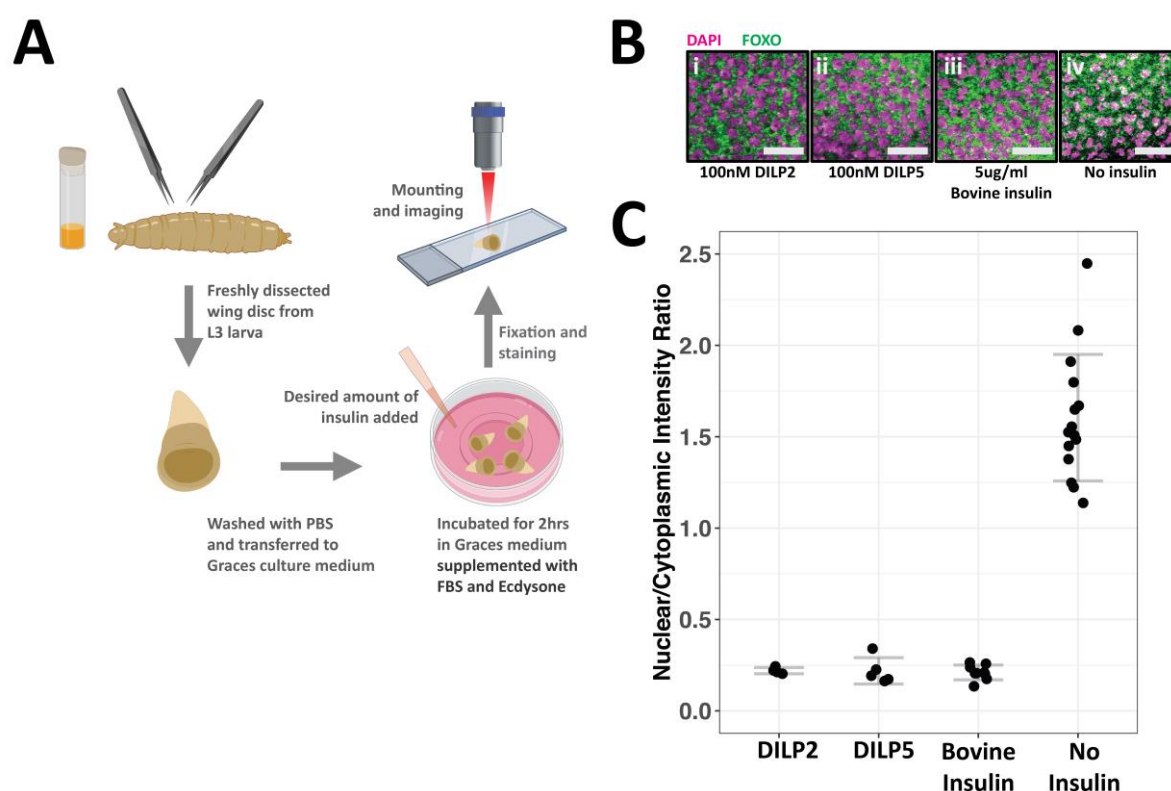 A
Freshly dissected
wing disc from
L3 larva
Washed with PBS
and transferred to
Graces culture medium
Desired amount of
insulin added
Incubated for 2hrs
in Graces medium
supplemented with
FBS and Ecdysone
Fixation and
staining
Mounting
and imaging
B
DAPI FOXO
i ii iii iv
100nM DILP2 100nM DILP5 5ug/ml No insulin
Bovine insulin
C
Nuclear/Cytoplasmic Intensity Ratio
2.5
2.0
1.5
1.0
0.5
0.0
DILP2 DILP5 Bovine No
Insulin Insulin